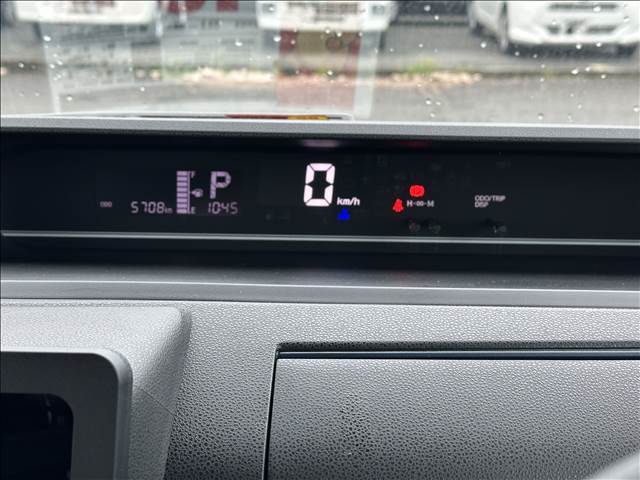 ODO 5708km F E P 1045
0 km/h
H-00-M
ODO/TRIP
DISP